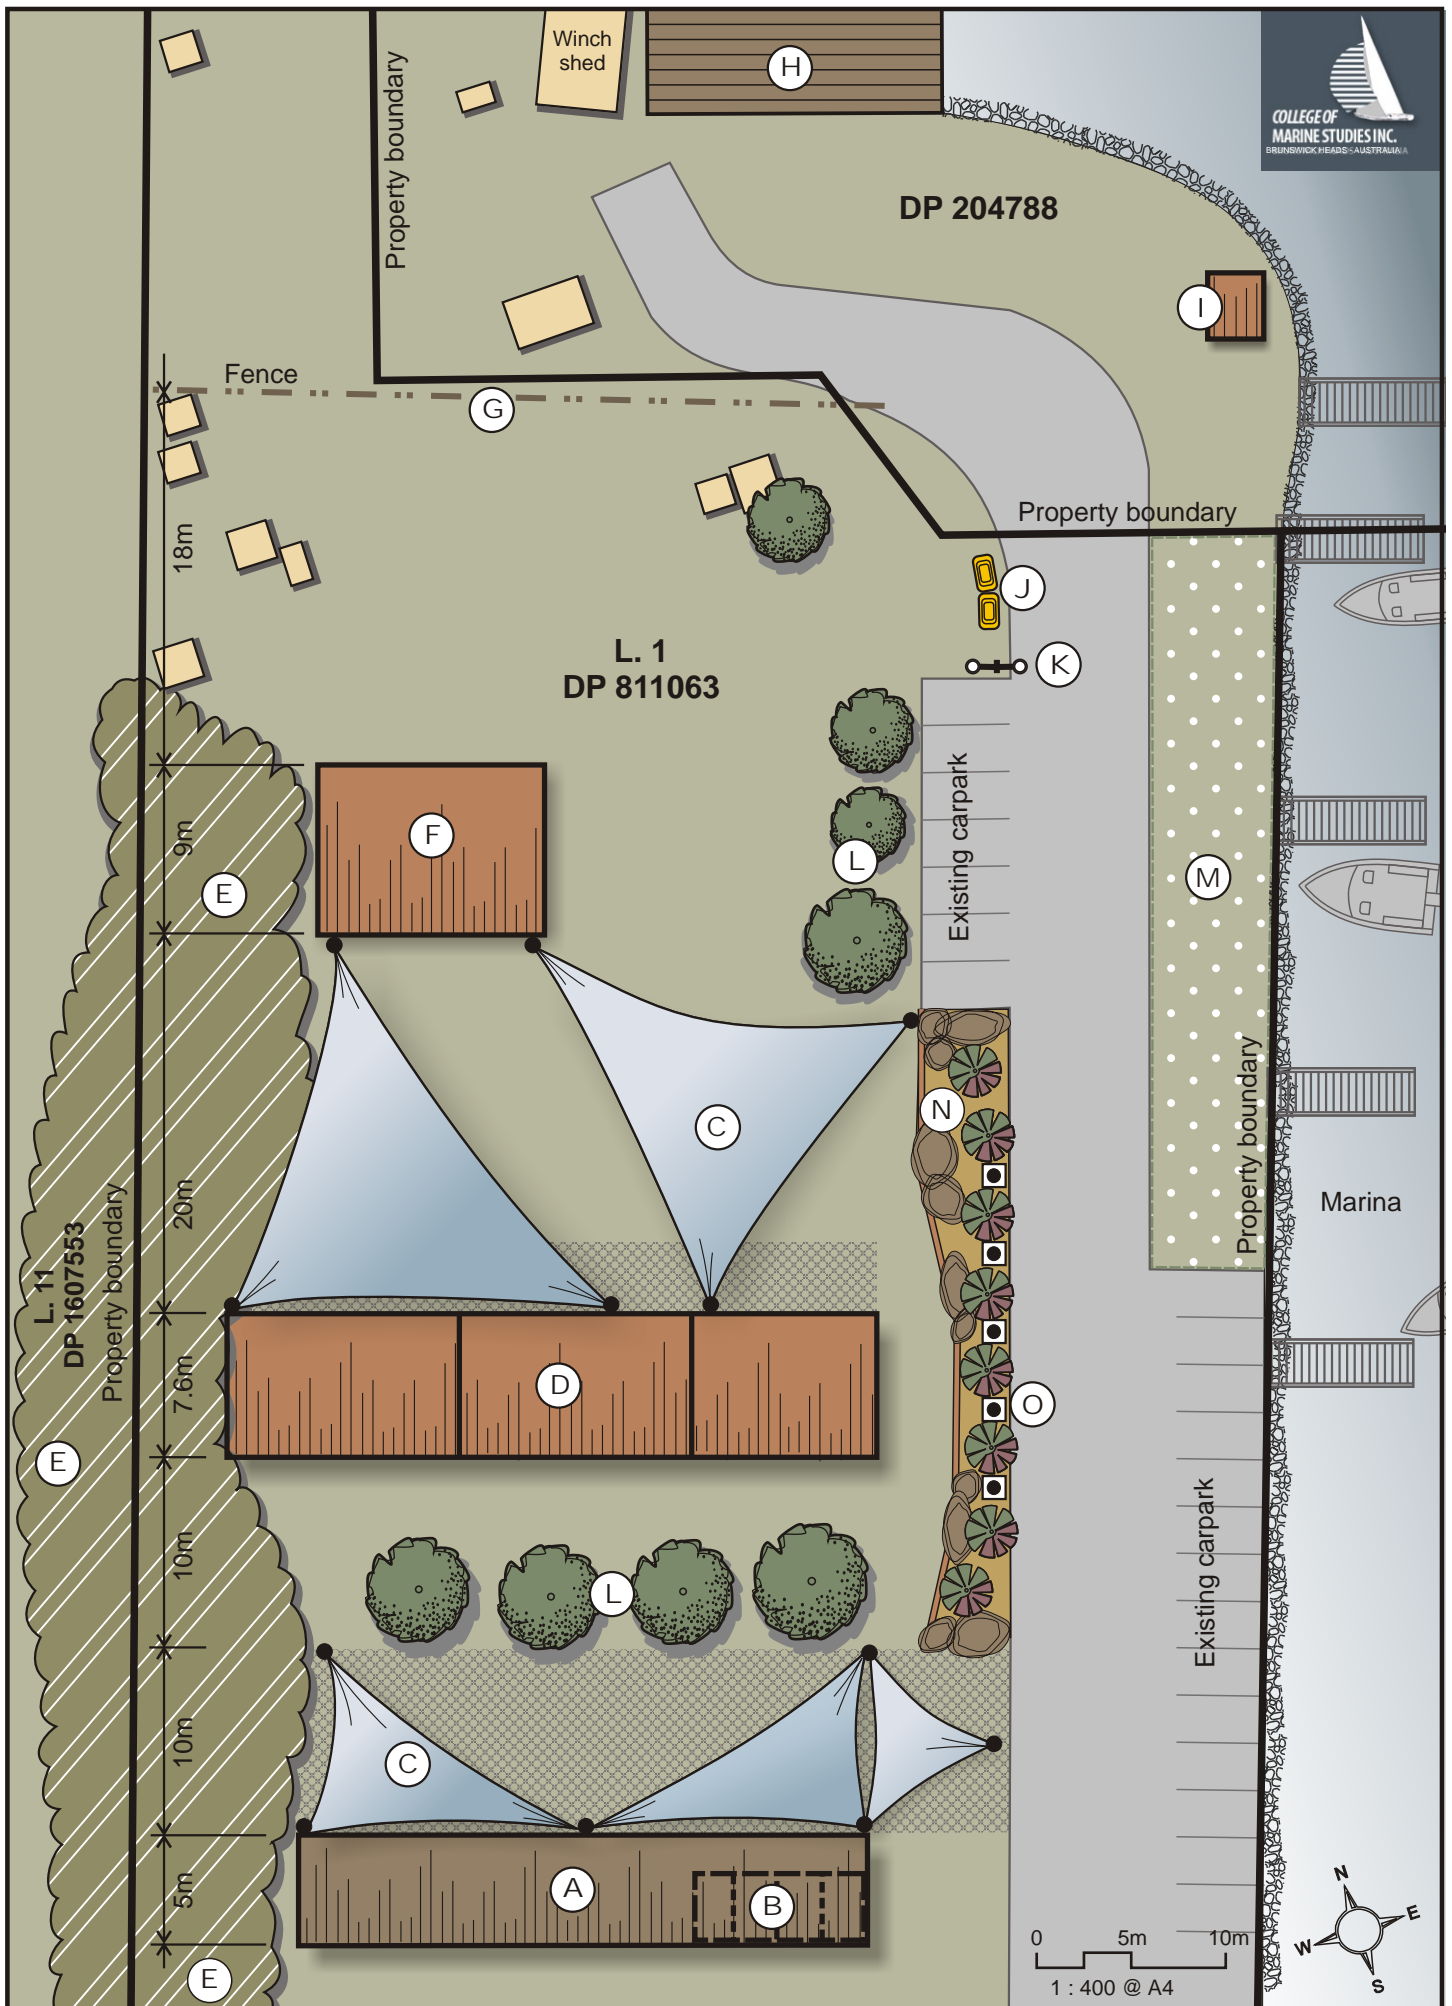 Winch
shed
H
COLLEGE OF
MARINE STUDIES INC.
BRUNSWICK HEADS - AUSTRALIA
Property boundary
DP 204788
I
Fence
G
18m
Property boundary
J
K
L. 1
DP 811063
F
9m
E
L
Existing carpark
M
C
N
20m
Property boundary
Marina
L. 11
DP 1607553
Property boundary
7.6m
D
O
E
10m
L
Existing carpark
10m
C
5m
A
B
E
0 5m 10m
1 : 400 @ A4
N
E
W
S